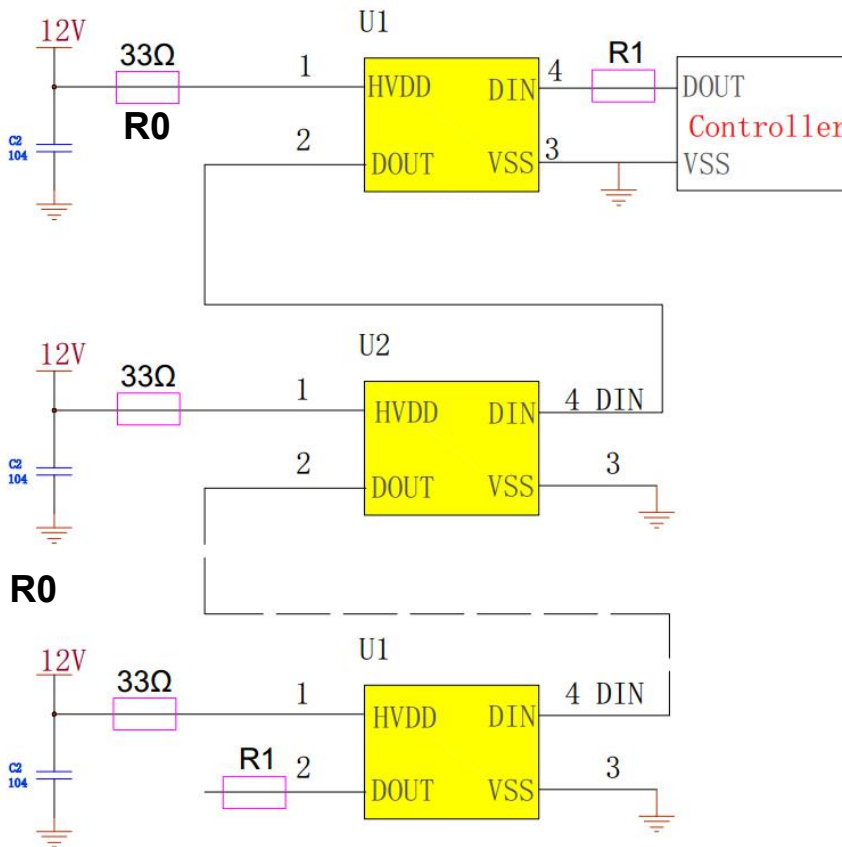 U1
12V
33Ω
R0
C2
104
1
2
HVDD
DOUT
DIN
VSS
4
3
R1
DOUT
Controller
VSS
U2
12V
33Ω
C2
104
1
2
HVDD
DOUT
DIN
VSS
4 DIN
3
R0
U1
12V
33Ω
C2
104
1
R1
2
HVDD
DOUT
DIN
VSS
4 DIN
3